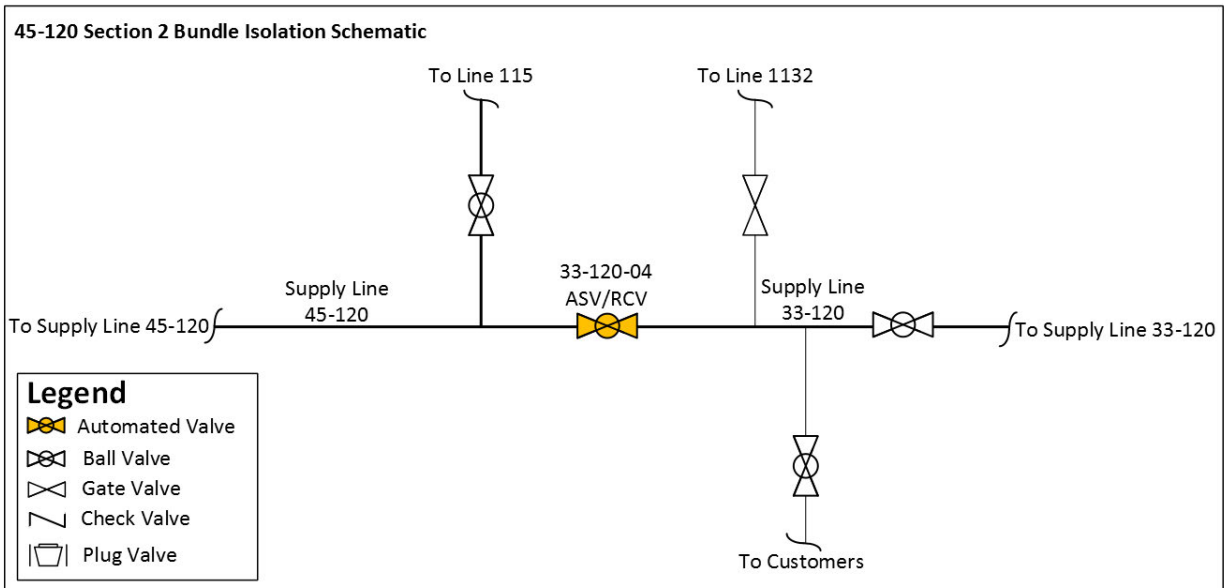 45-120 Section 2 Bundle Isolation Schematic
To Line 115
To Line 1132
33-120-04
ASV/RCV
Supply Line
45-120
Supply Line
33-120
To Supply Line 45-120
To Supply Line 33-120
Legend
Automated Valve
Ball Valve
Gate Valve
Check Valve
Plug Valve
To Customers